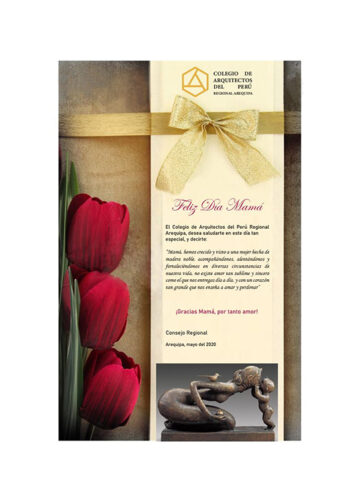 COLEGIO DE
ARQUITECTOS
DEL PERÚ
REGIONAL AREQUIPA
Feliz Día Mamá
El Colegio de Arquitectos del Perú Regional
Arequipa, desea saludarte en este día tan
especial, y decirte:
"Mamá, hemos crecido y visto a una mujer hecha de
madera noble, acompañándonos, alentándonos y
fortaleciéndonos en diversas circunstancias de
nuestra vida, no existe amor tan sublime y sincero
como el que nos entregas día a día. y con un corazón
tan grande que nos enseña a amar y perdonar"
¡Gracias Mamá, por tanto amor!
Consejo Regional
Arequipa, mayo del 2020